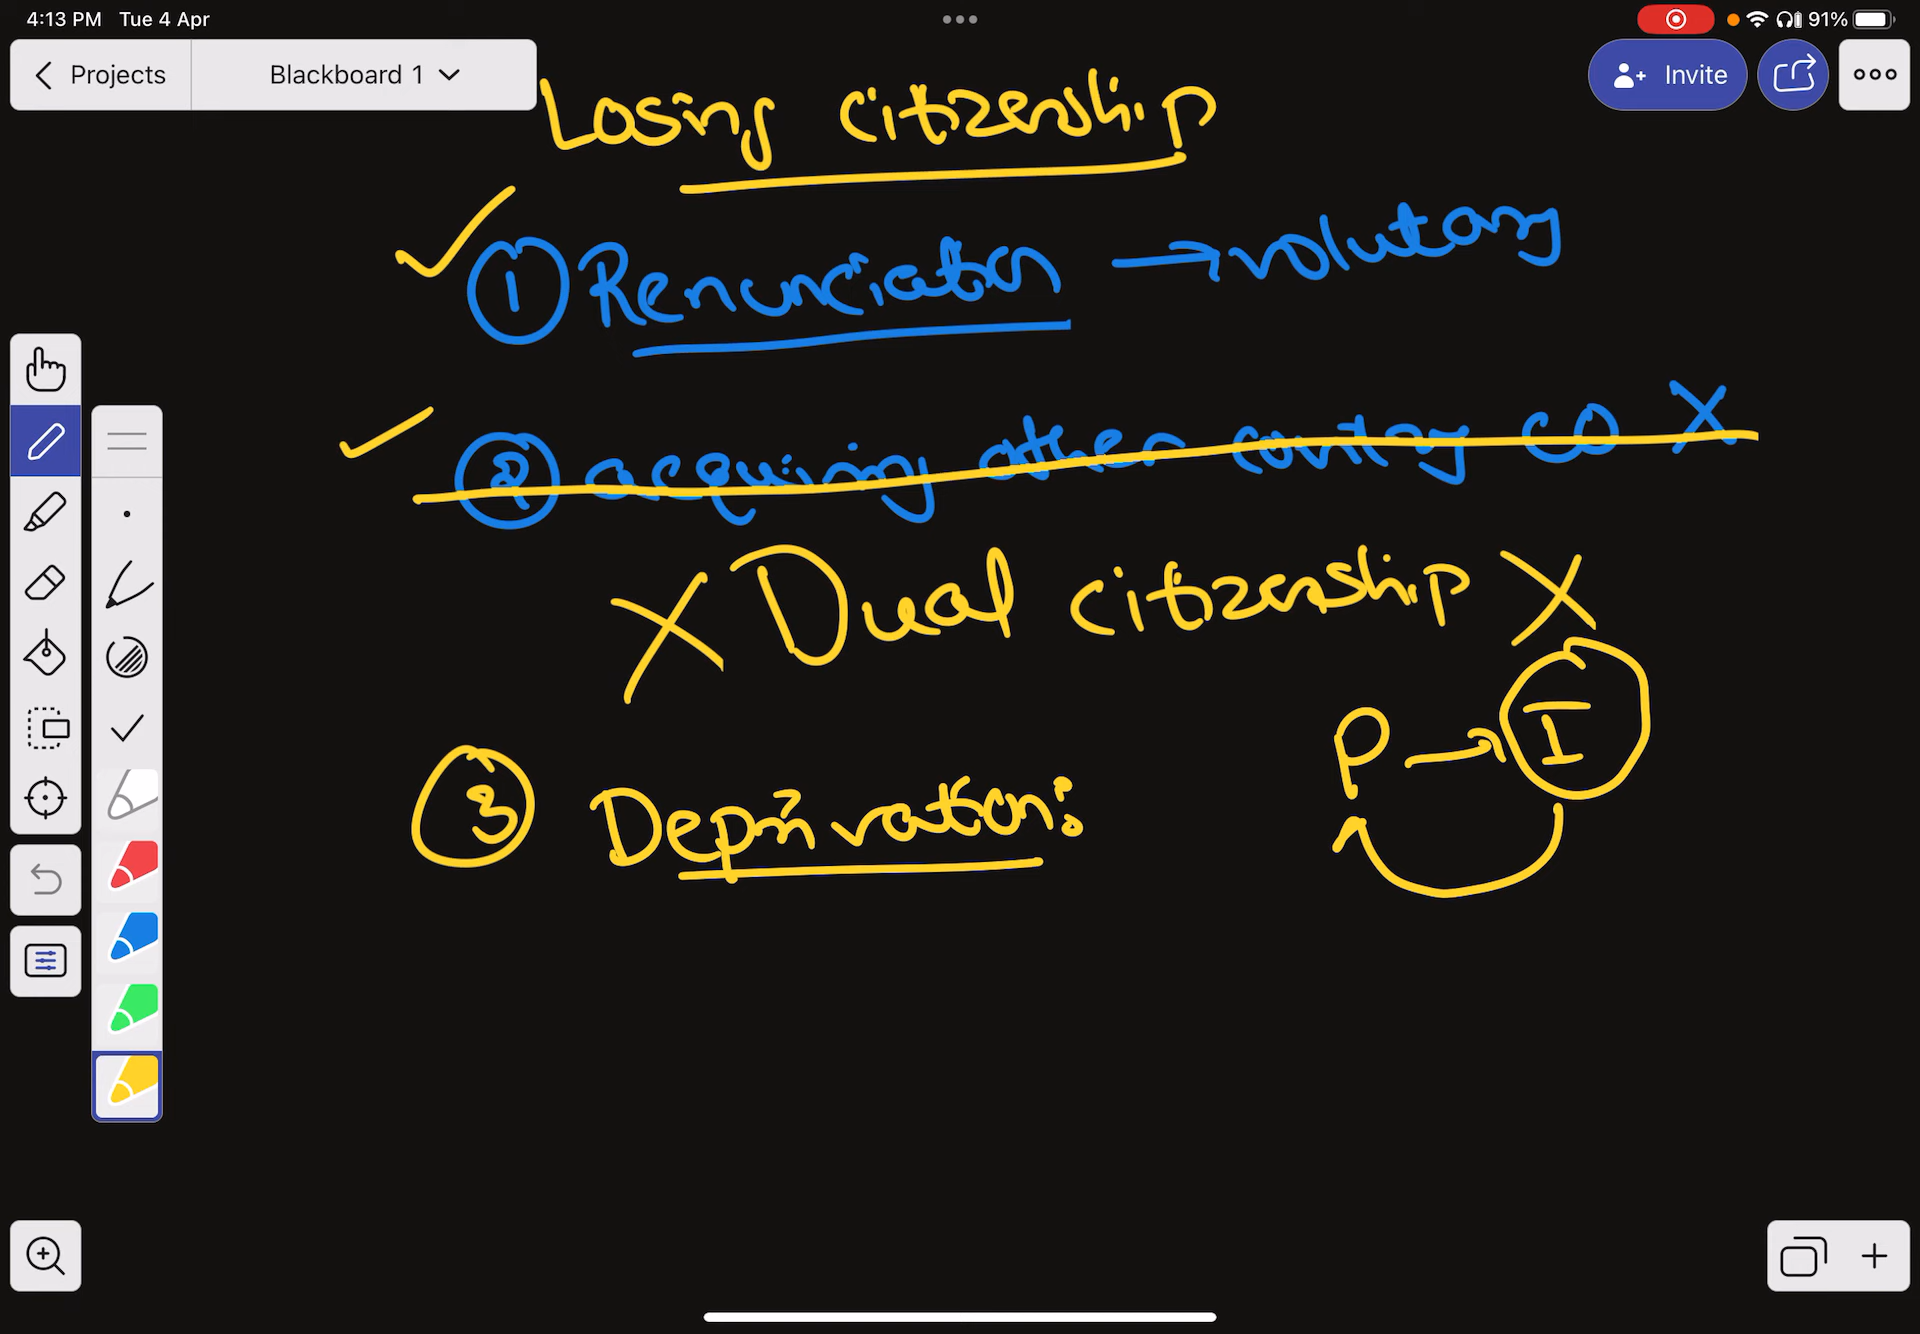 4:13 PM Tue 4 Apr
91%
Projects
Blackboard 1
Invite
Losing citizenship
1 Renunciation → volutary
2 acquiring other country CO X
X Dual citizenship X
P → I
3 Deprivation: